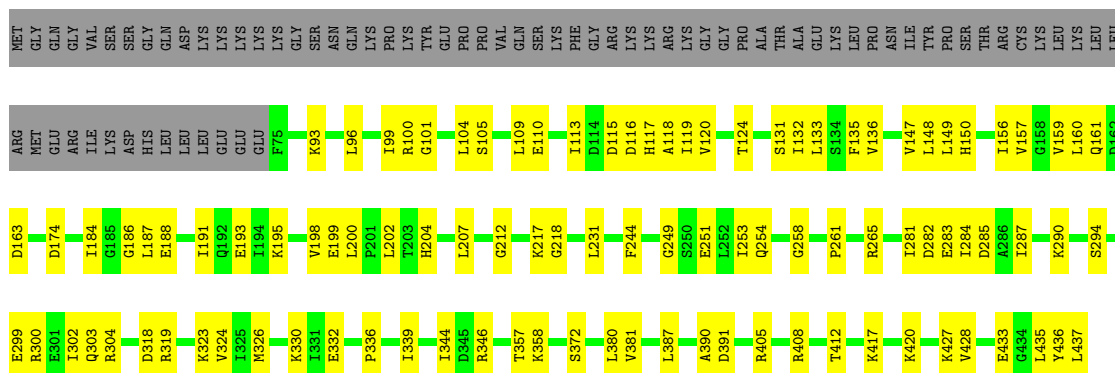 MET GLY GLN GLY VAL SER SER GLY GLN ASP LYS LYS LYS LYS LYS GLY SER ASN GLN LYS PRO LYS TYR GLU PRO PRO VAL GLN SER LYS PHE GLY ARG LYS LYS ARG LYS GLY GLY PRO ALA THR ALA GLU LYS LEU PRO ASN ILE TYR PRO SER THR ARG CYS LYS LEU LYS LEU LEU
ARG MET GLU ARG ILE LYS ASP HIS LEU LEU LEU GLU GLU GLU F75 K93 L96 I99 R100 G101 L104 S105 L109 E110 I113 D114 D115 D116 H117 A118 I119 V120 T124 S131 I132 L133 S134 F135 V136 V147 L148 L149 H150 I156 V157 G158 V159 L160 Q161 D162
D163 D174 I184 G185 G186 L187 E188 I191 Q192 E193 I194 K195 V198 E199 L200 P201 L202 T203 H204 L207 G212 K217 G218 L231 F244 G249 S250 E251 L252 I253 Q254 G258 P261 R265 I281 D282 E283 I284 D285 A286 I287 K290 S294
E299 R300 E301 I302 Q303 R304 D318 R319 K323 V324 I325 M326 K330 I331 E332 P336 I339 I344 D345 R346 T357 K358 S372 L380 V381 L387 A390 D391 R405 R408 T412 K417 K420 K427 V428 E433 G434 L435 Y436 L437